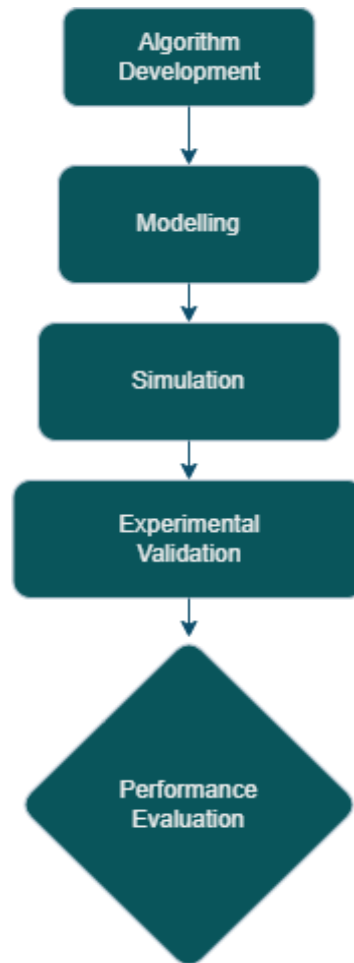 Algorithm
Development
Modelling
Simulation
Experimental
Validation
Performance
Evaluation